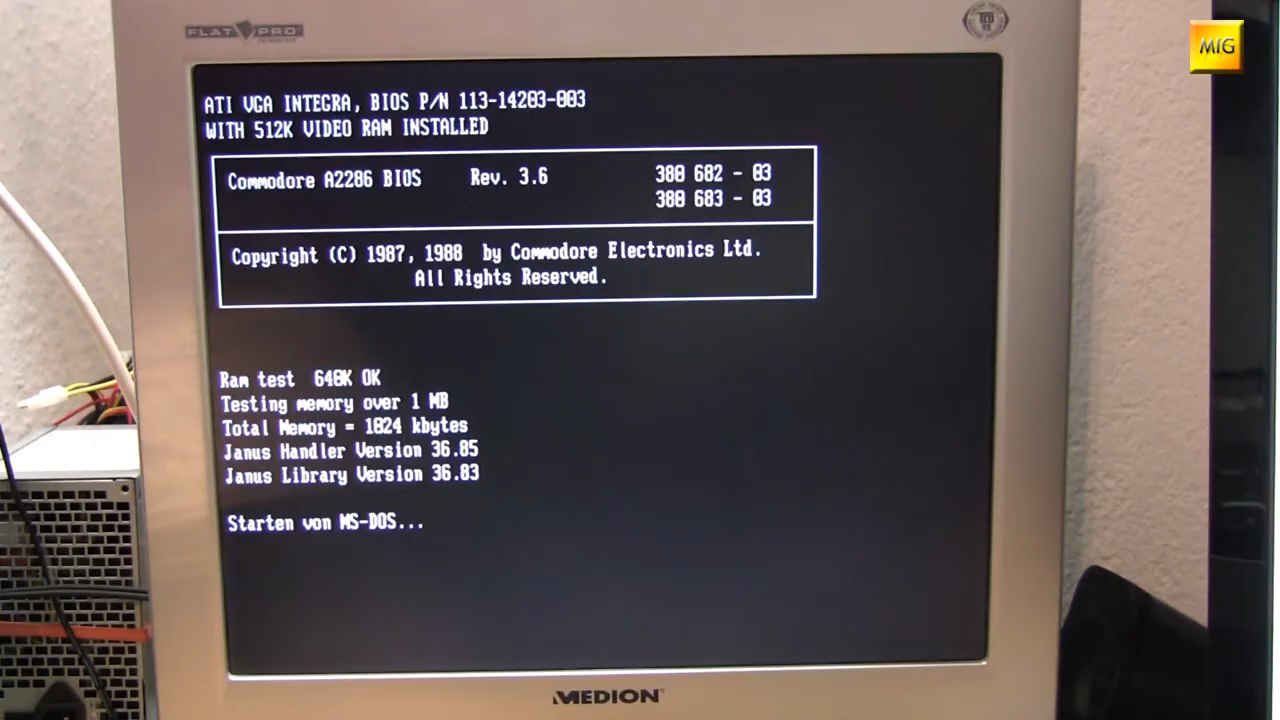 FLAT PRO
MIG
ATI VGA INTEGRA, BIOS P/N 113-14203-003
WITH 512K VIDEO RAM INSTALLED
Commodore A2286 BIOS Rev. 3.6 380 682 - 03
380 683 - 03
Copyright (C) 1987, 1988 by Commodore Electronics Ltd.
All Rights Reserved.
Ram test 640K OK
Testing memory over 1 MB
Total Memory = 1024 kbytes
Janus Handler Version 36.05
Janus Library Version 36.03
Starten von MS-DOS...
MEDION